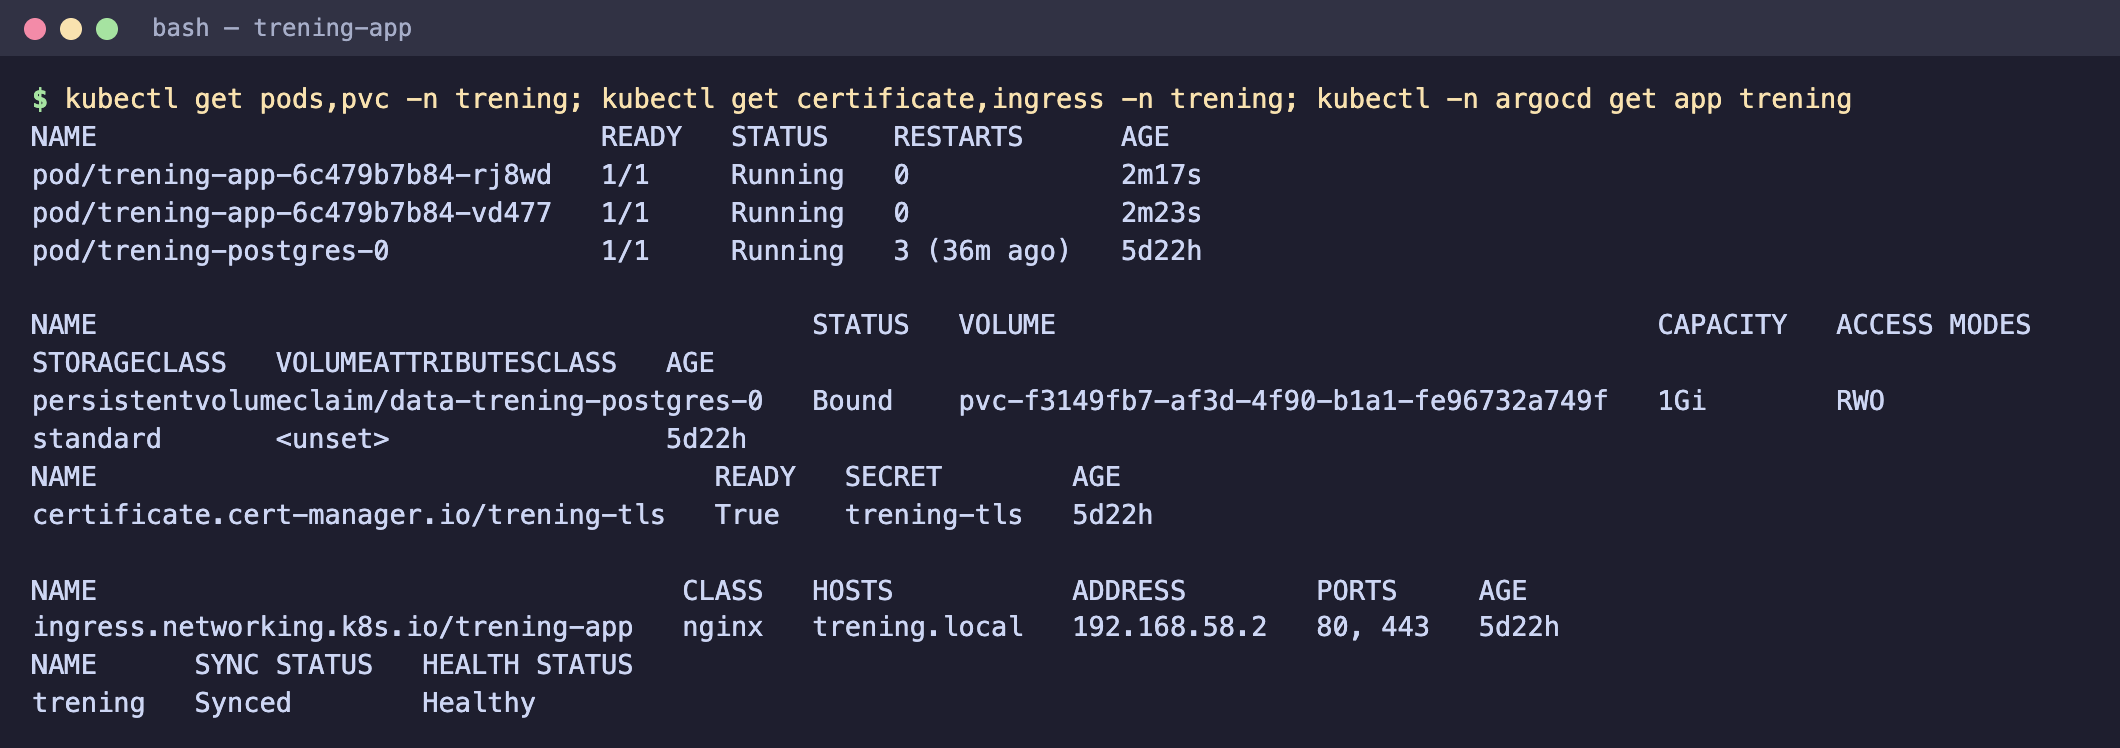 bash — trening-app
$ kubectl get pods,pvc -n trening; kubectl get certificate,ingress -n trening; kubectl -n argocd get app trening
NAME                               READY   STATUS    RESTARTS      AGE
pod/trening-app-6c479b7b84-rj8wd   1/1     Running   0             2m17s
pod/trening-app-6c479b7b84-vd477   1/1     Running   0             2m23s
pod/trening-postgres-0             1/1     Running   3 (36m ago)   5d22h

NAME                                            STATUS   VOLUME                                     CAPACITY   ACCESS MODES
STORAGECLASS   VOLUMEATTRIBUTESCLASS   AGE
persistentvolumeclaim/data-trening-postgres-0   Bound    pvc-f3149fb7-af3d-4f90-b1a1-fe96732a749f   1Gi        RWO
standard       <unset>                 5d22h
NAME                                      READY   SECRET        AGE
certificate.cert-manager.io/trening-tls   True    trening-tls   5d22h

NAME                                    CLASS   HOSTS           ADDRESS        PORTS     AGE
ingress.networking.k8s.io/trening-app   nginx   trening.local   192.168.58.2   80, 443   5d22h
NAME      SYNC STATUS   HEALTH STATUS
trening   Synced        Healthy